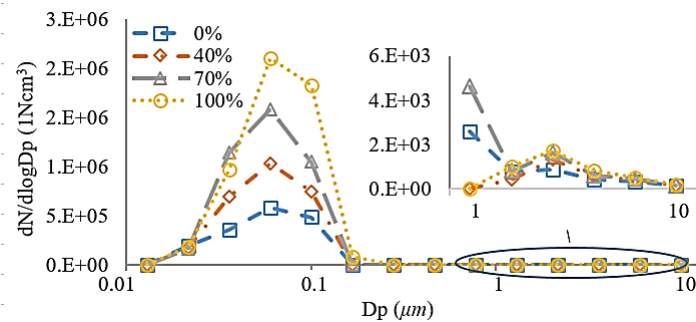 3.E+06
2.E+06
2.E+06
1.E+06
5.E+05
0.E+00
dN/dlogDp (1Ncm³)
0%
40%
70%
100%
6.E+03
4.E+03
2.E+03
0.E+00
1 10
0.01 0.1 1 10
Dp (μm)